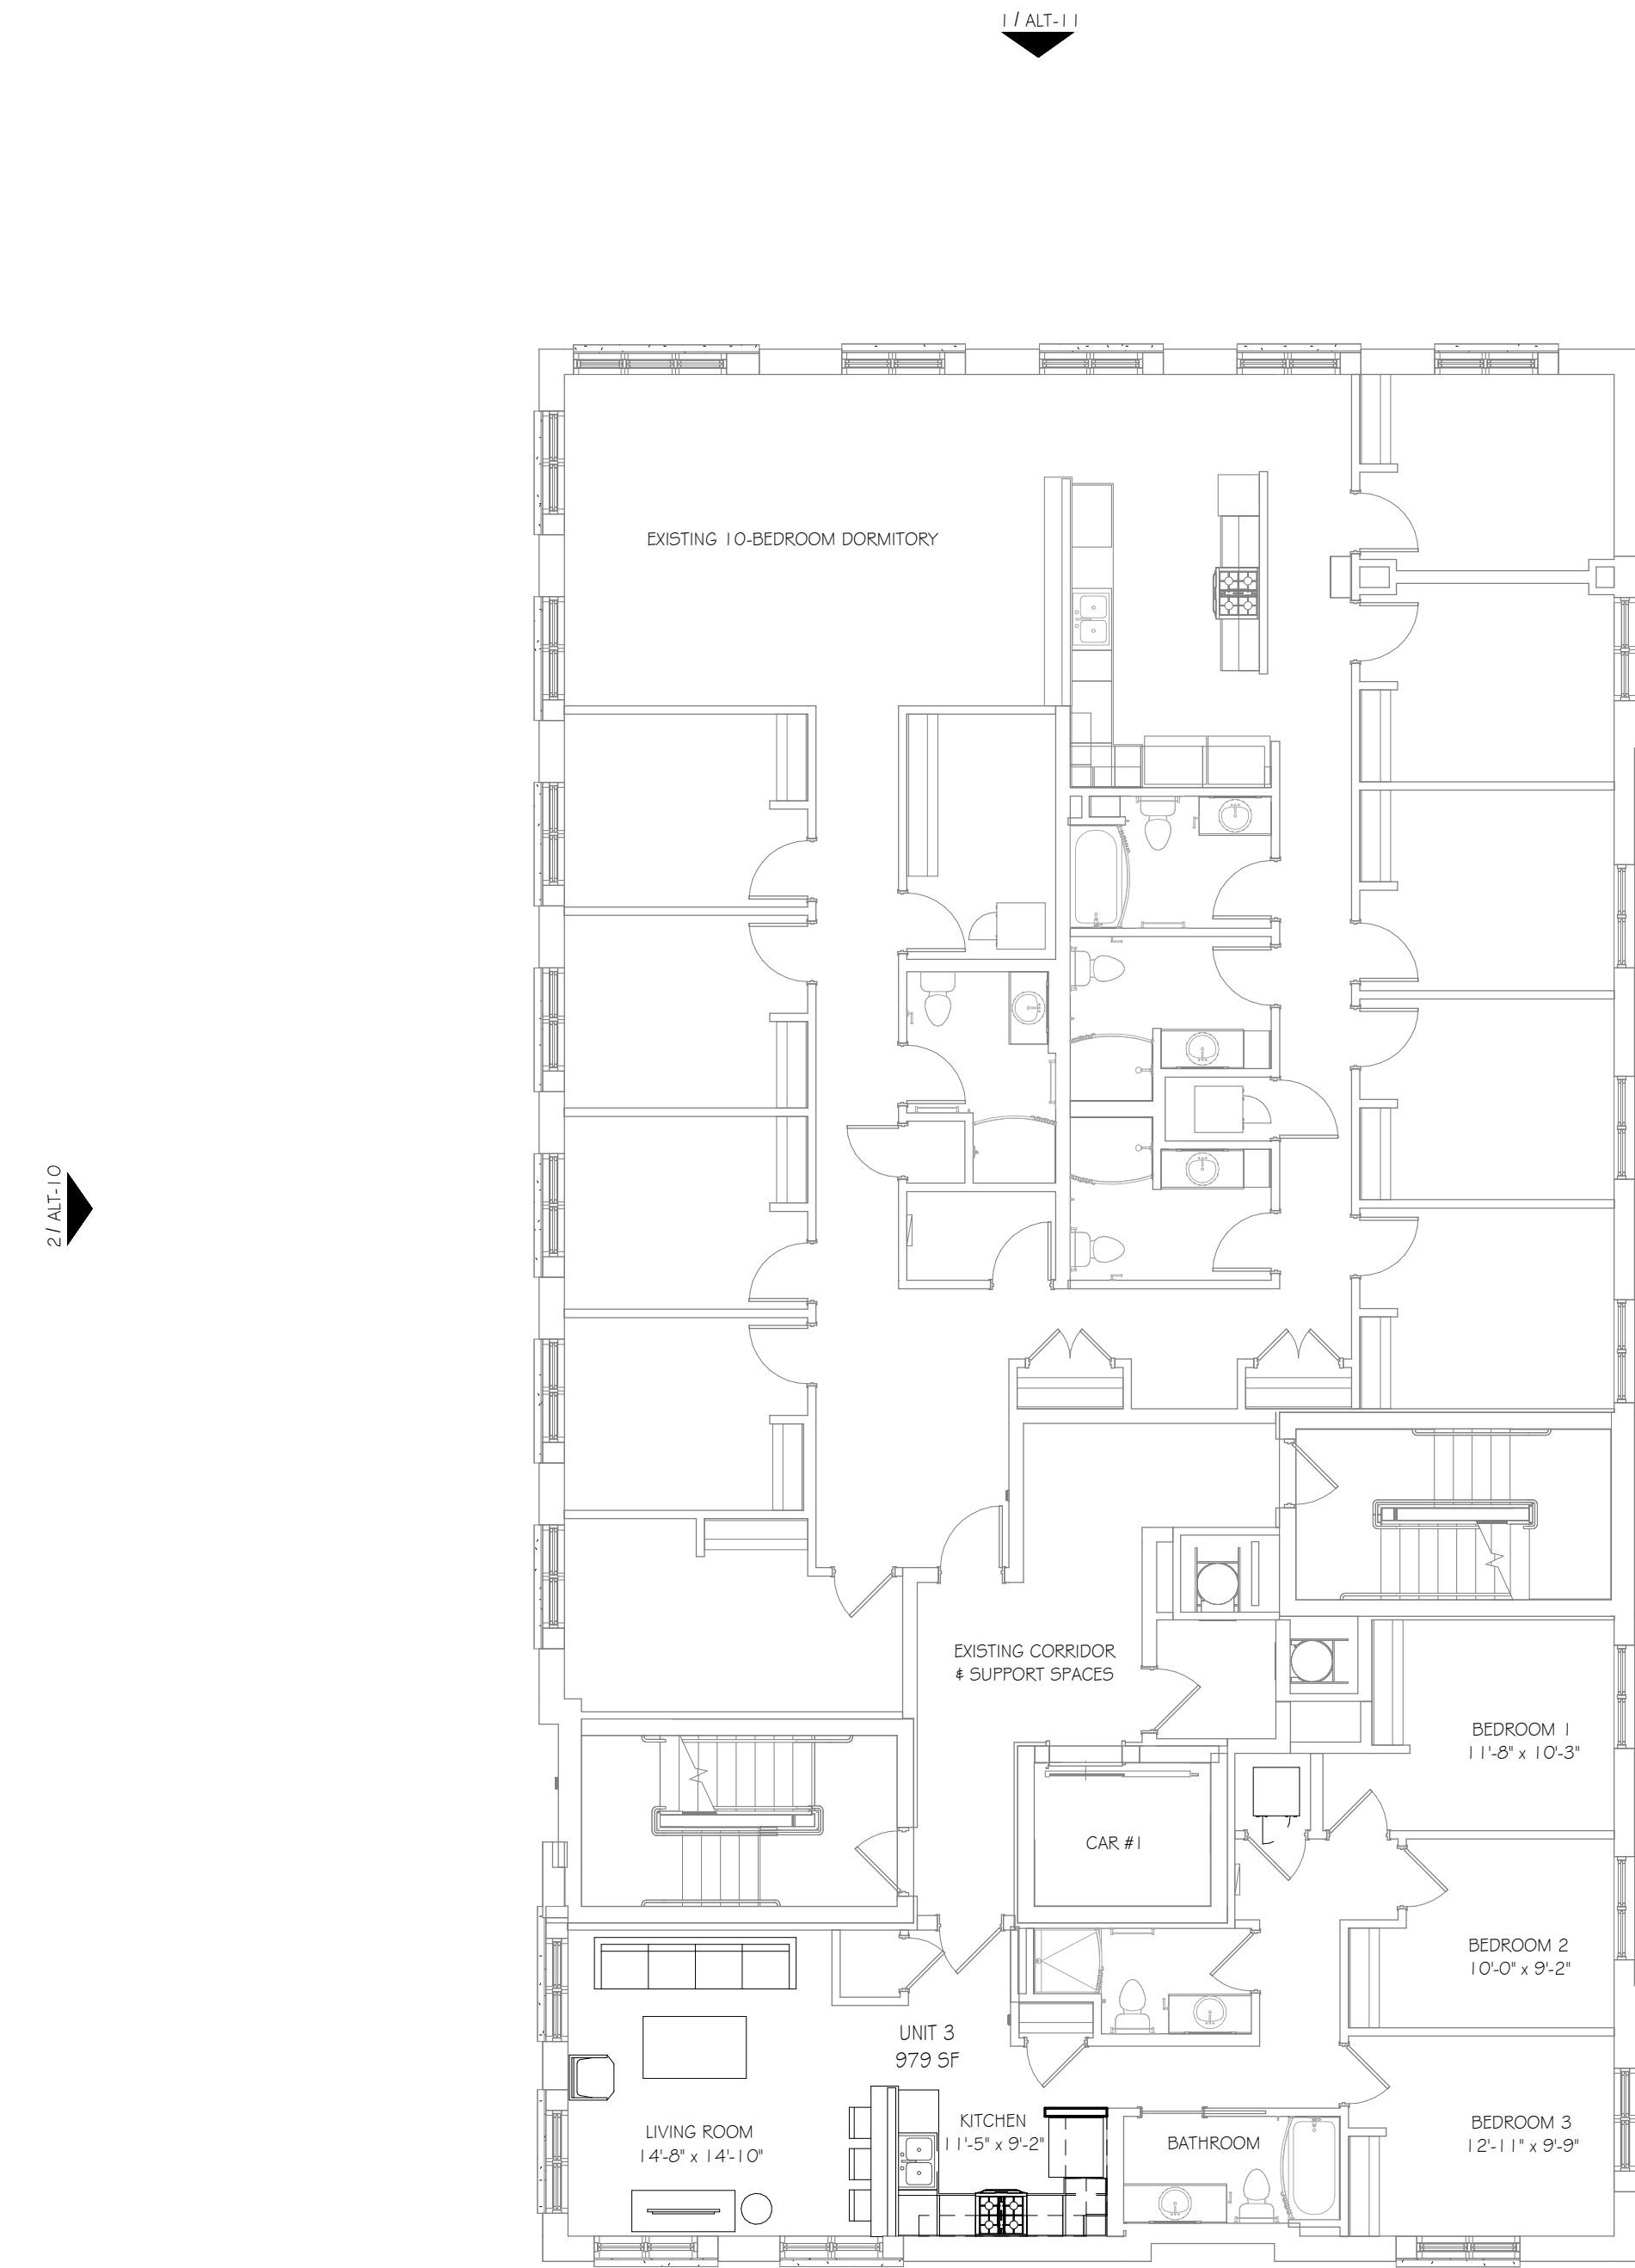 1 / ALT-11
EXISTING 10-BEDROOM DORMITORY
2 / ALT-10
EXISTING CORRIDOR
& SUPPORT SPACES
BEDROOM 1
11'-8" x 10'-3"
CAR #1
BEDROOM 2
10'-0" x 9'-2"
UNIT 3
979 SF
LIVING ROOM
14'-8" x 14'-10"
KITCHEN
11'-5" x 9'-2"
BATHROOM
BEDROOM 3
12'-11" x 9'-9"